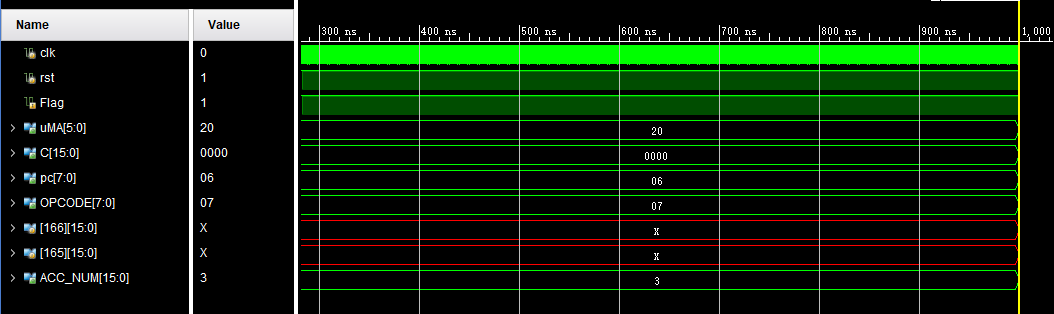 Name Value
300 ns 400 ns 500 ns 600 ns 700 ns 800 ns 900 ns 1,000
clk 0
rst 1
Flag 1
uMA[5:0] 20 20
C[15:0] 0000 0000
pc[7:0] 06 06
OPCODE[7:0] 07 07
[166][15:0] X X
[165][15:0] X X
ACC_NUM[15:0] 3 3